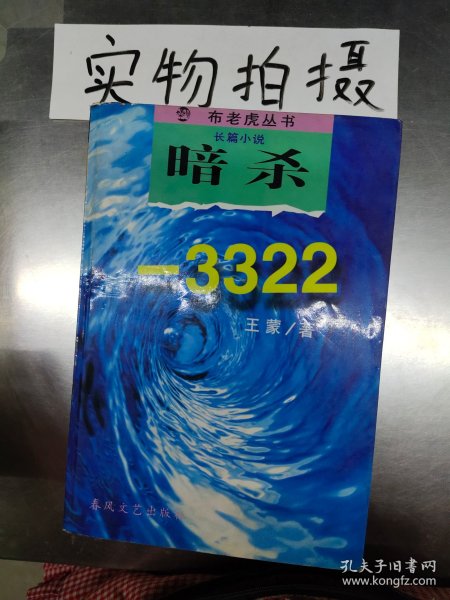 实物拍摄
布老虎丛书
长篇小说
暗杀
-3322
王蒙/著
春风文艺出版
孔夫子旧书网
www.kongfz.com